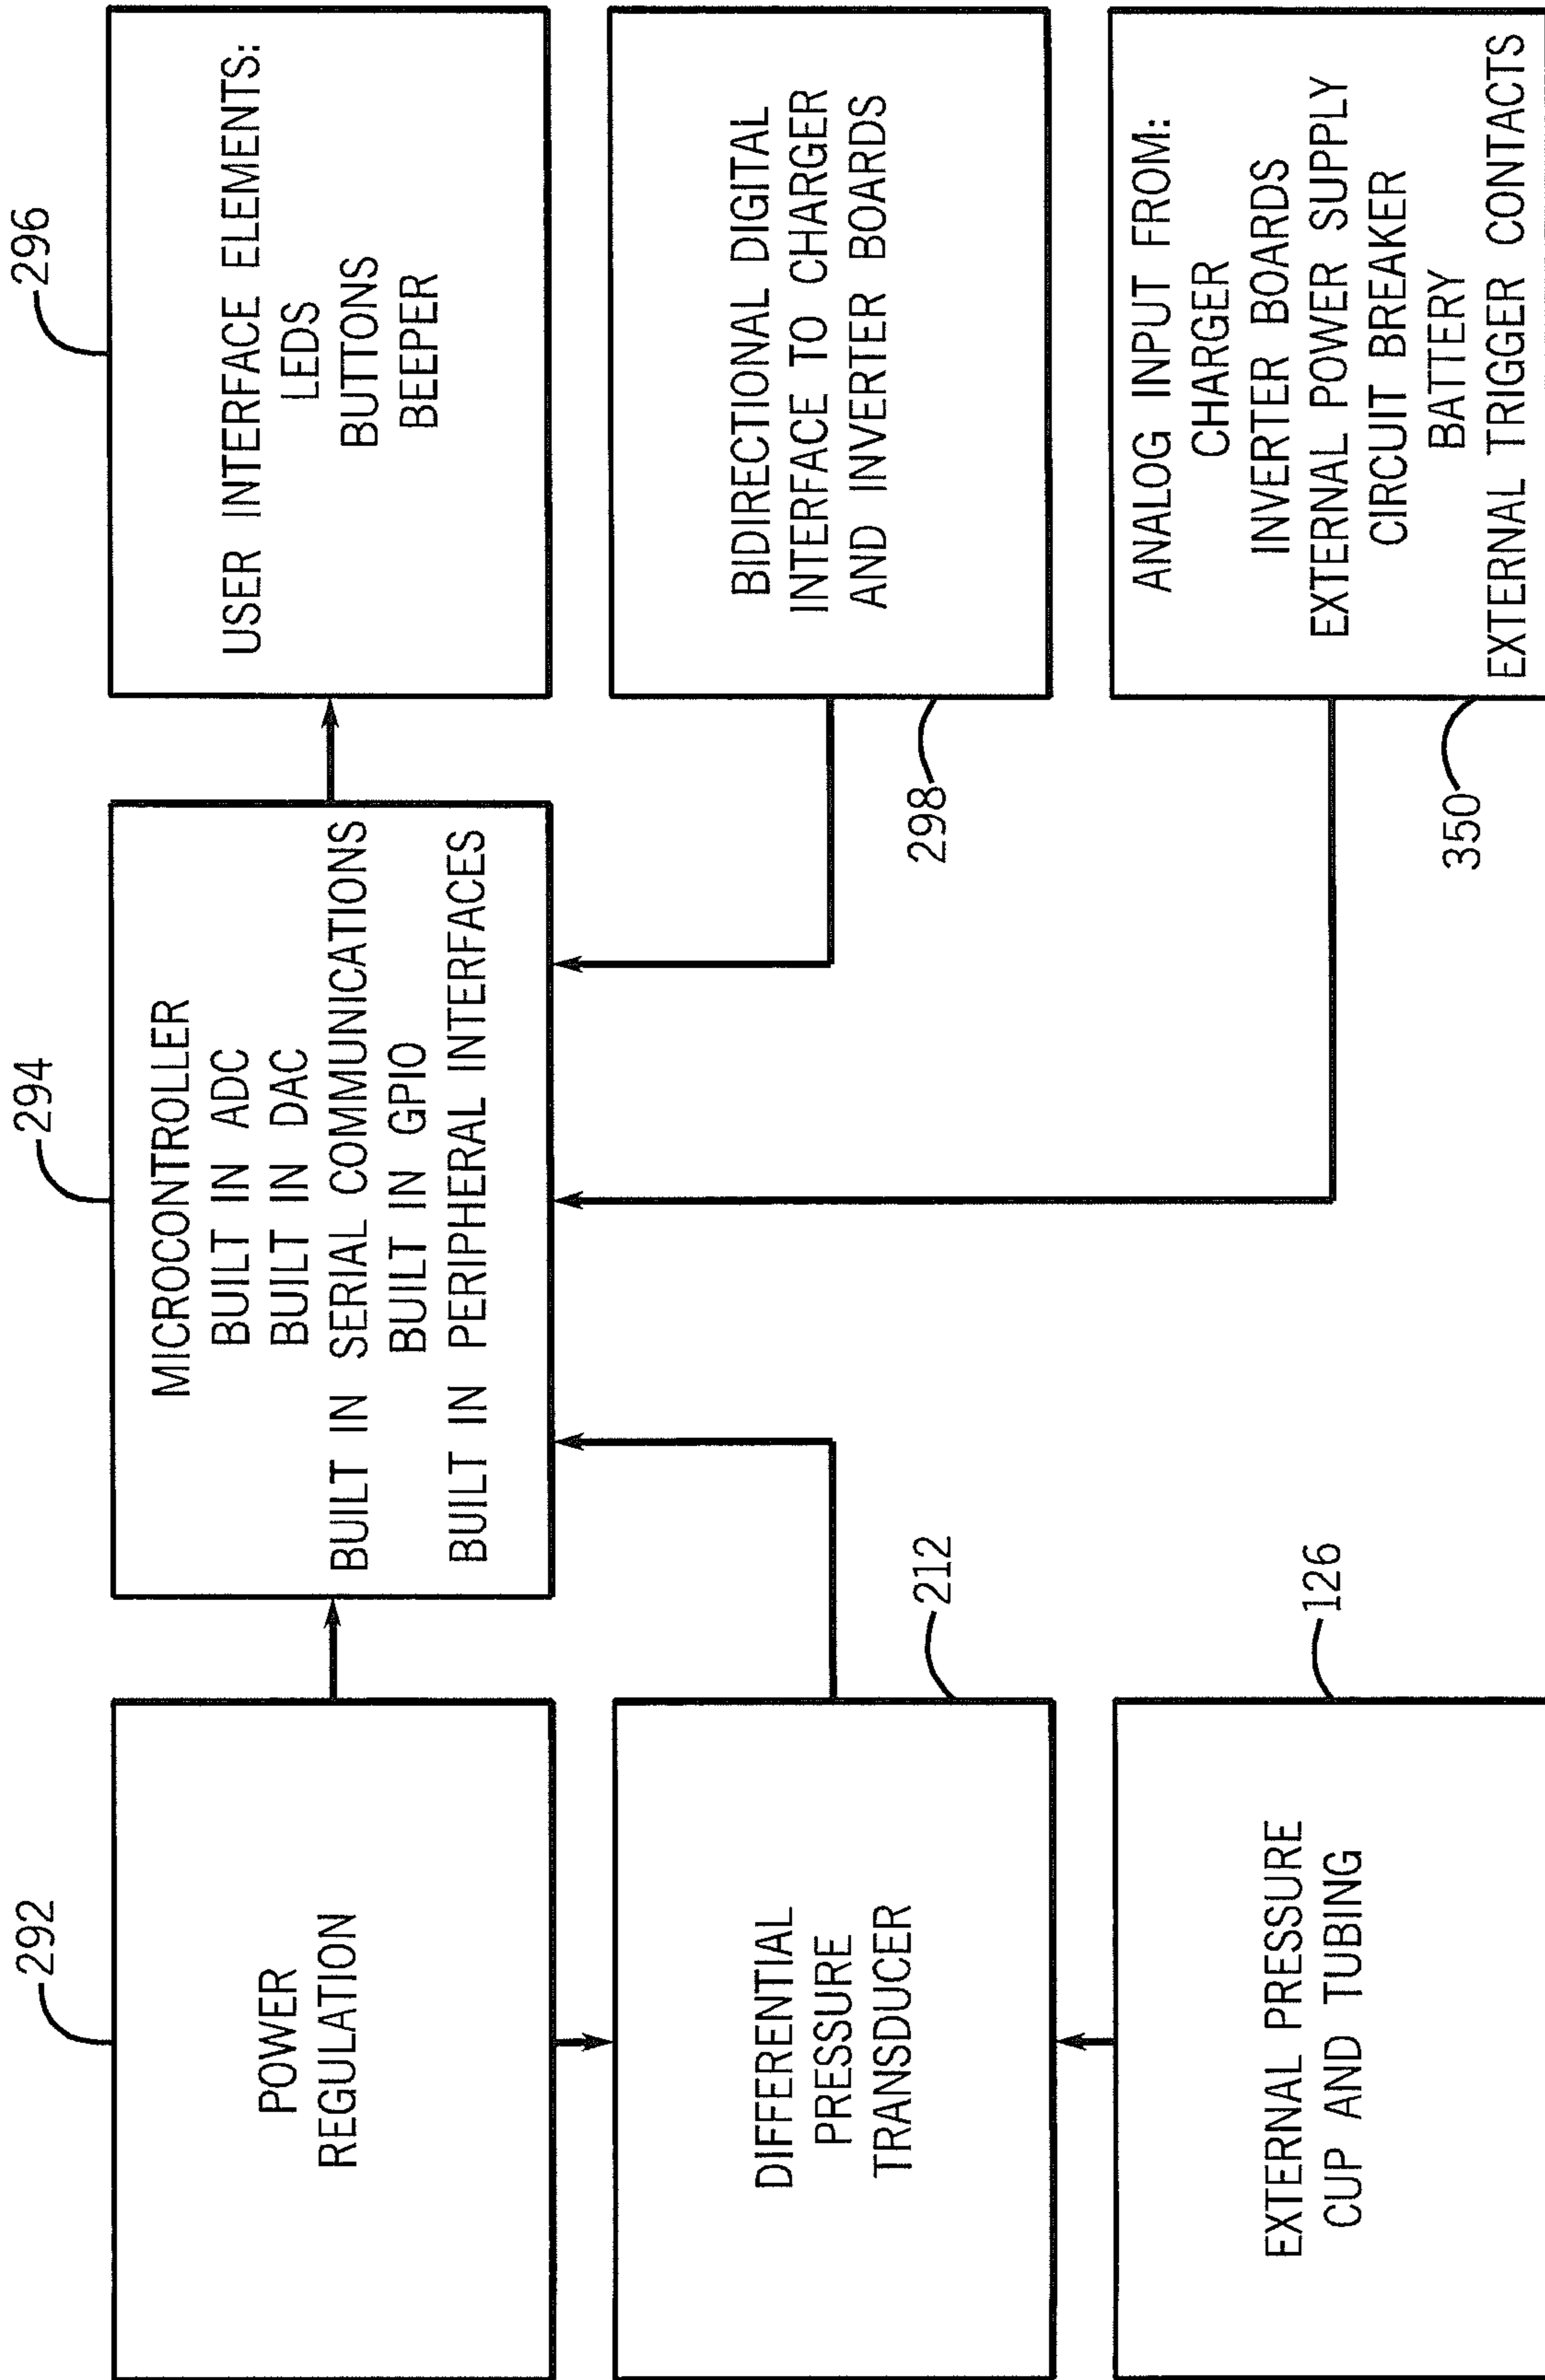 292
POWER
REGULATION
294
MICROCONTROLLER
BUILT IN ADC
BUILT IN DAC
BUILT IN SERIAL COMMUNICATIONS
BUILT IN GPIO
BUILT IN PERIPHERAL INTERFACES
296
USER INTERFACE ELEMENTS:
LEDS
BUTTONS
BEEPER
DIFFERENTIAL
PRESSURE
TRANSDUCER
212
BIDIRECTIONAL DIGITAL
INTERFACE TO CHARGER
AND INVERTER BOARDS
298
EXTERNAL PRESSURE
CUP AND TUBING
126
ANALOG INPUT FROM:
CHARGER
INVERTER BOARDS
EXTERNAL POWER SUPPLY
CIRCUIT BREAKER
BATTERY
EXTERNAL TRIGGER CONTACTS
350